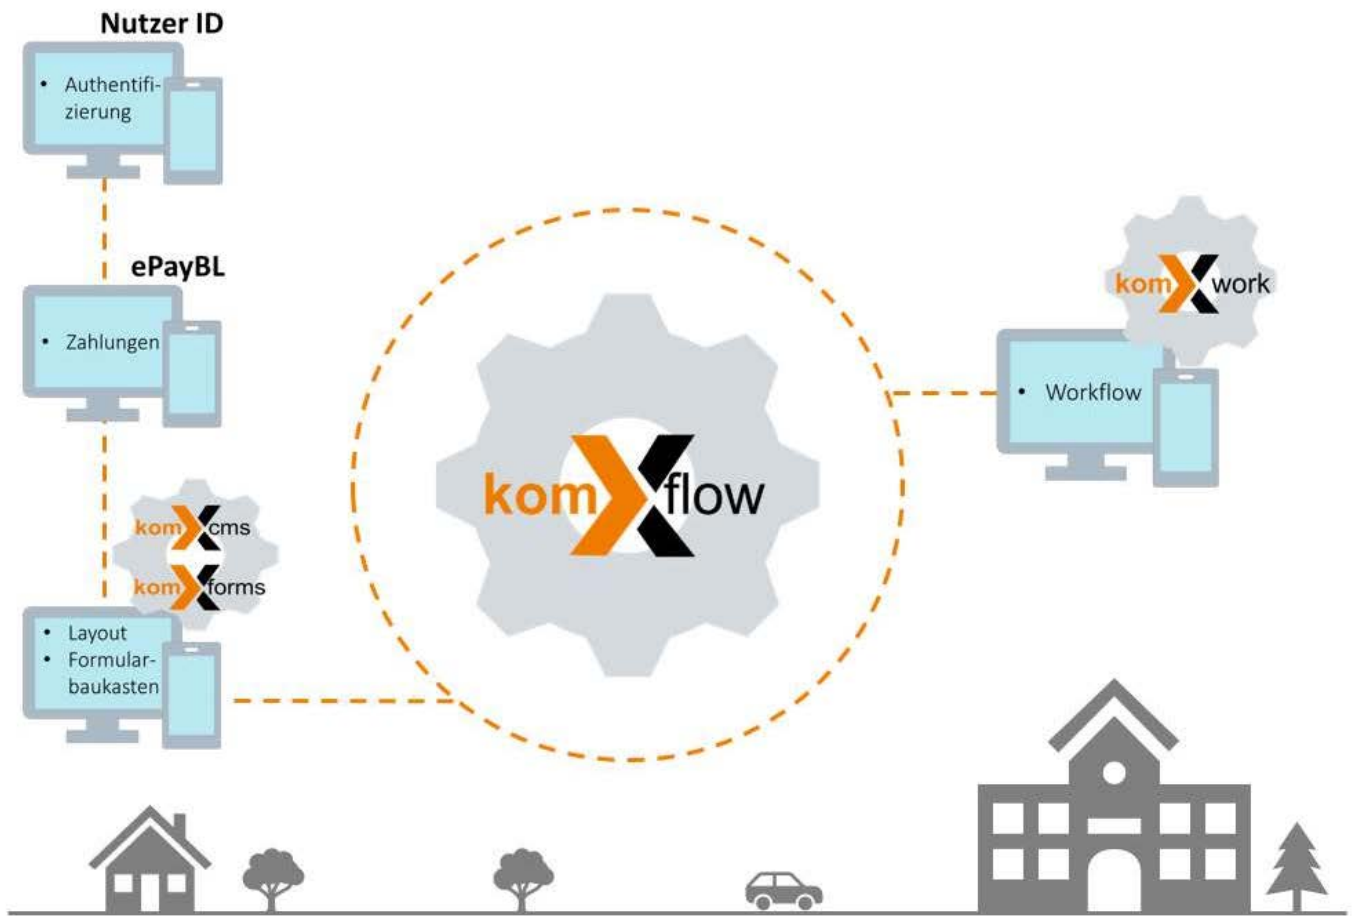 Nutzer ID
• Authentifi-
zierung
ePayBL
• Zahlungen
komXcms
komXforms
• Layout
• Formular-
baukasten
komXflow
komXwork
• Workflow